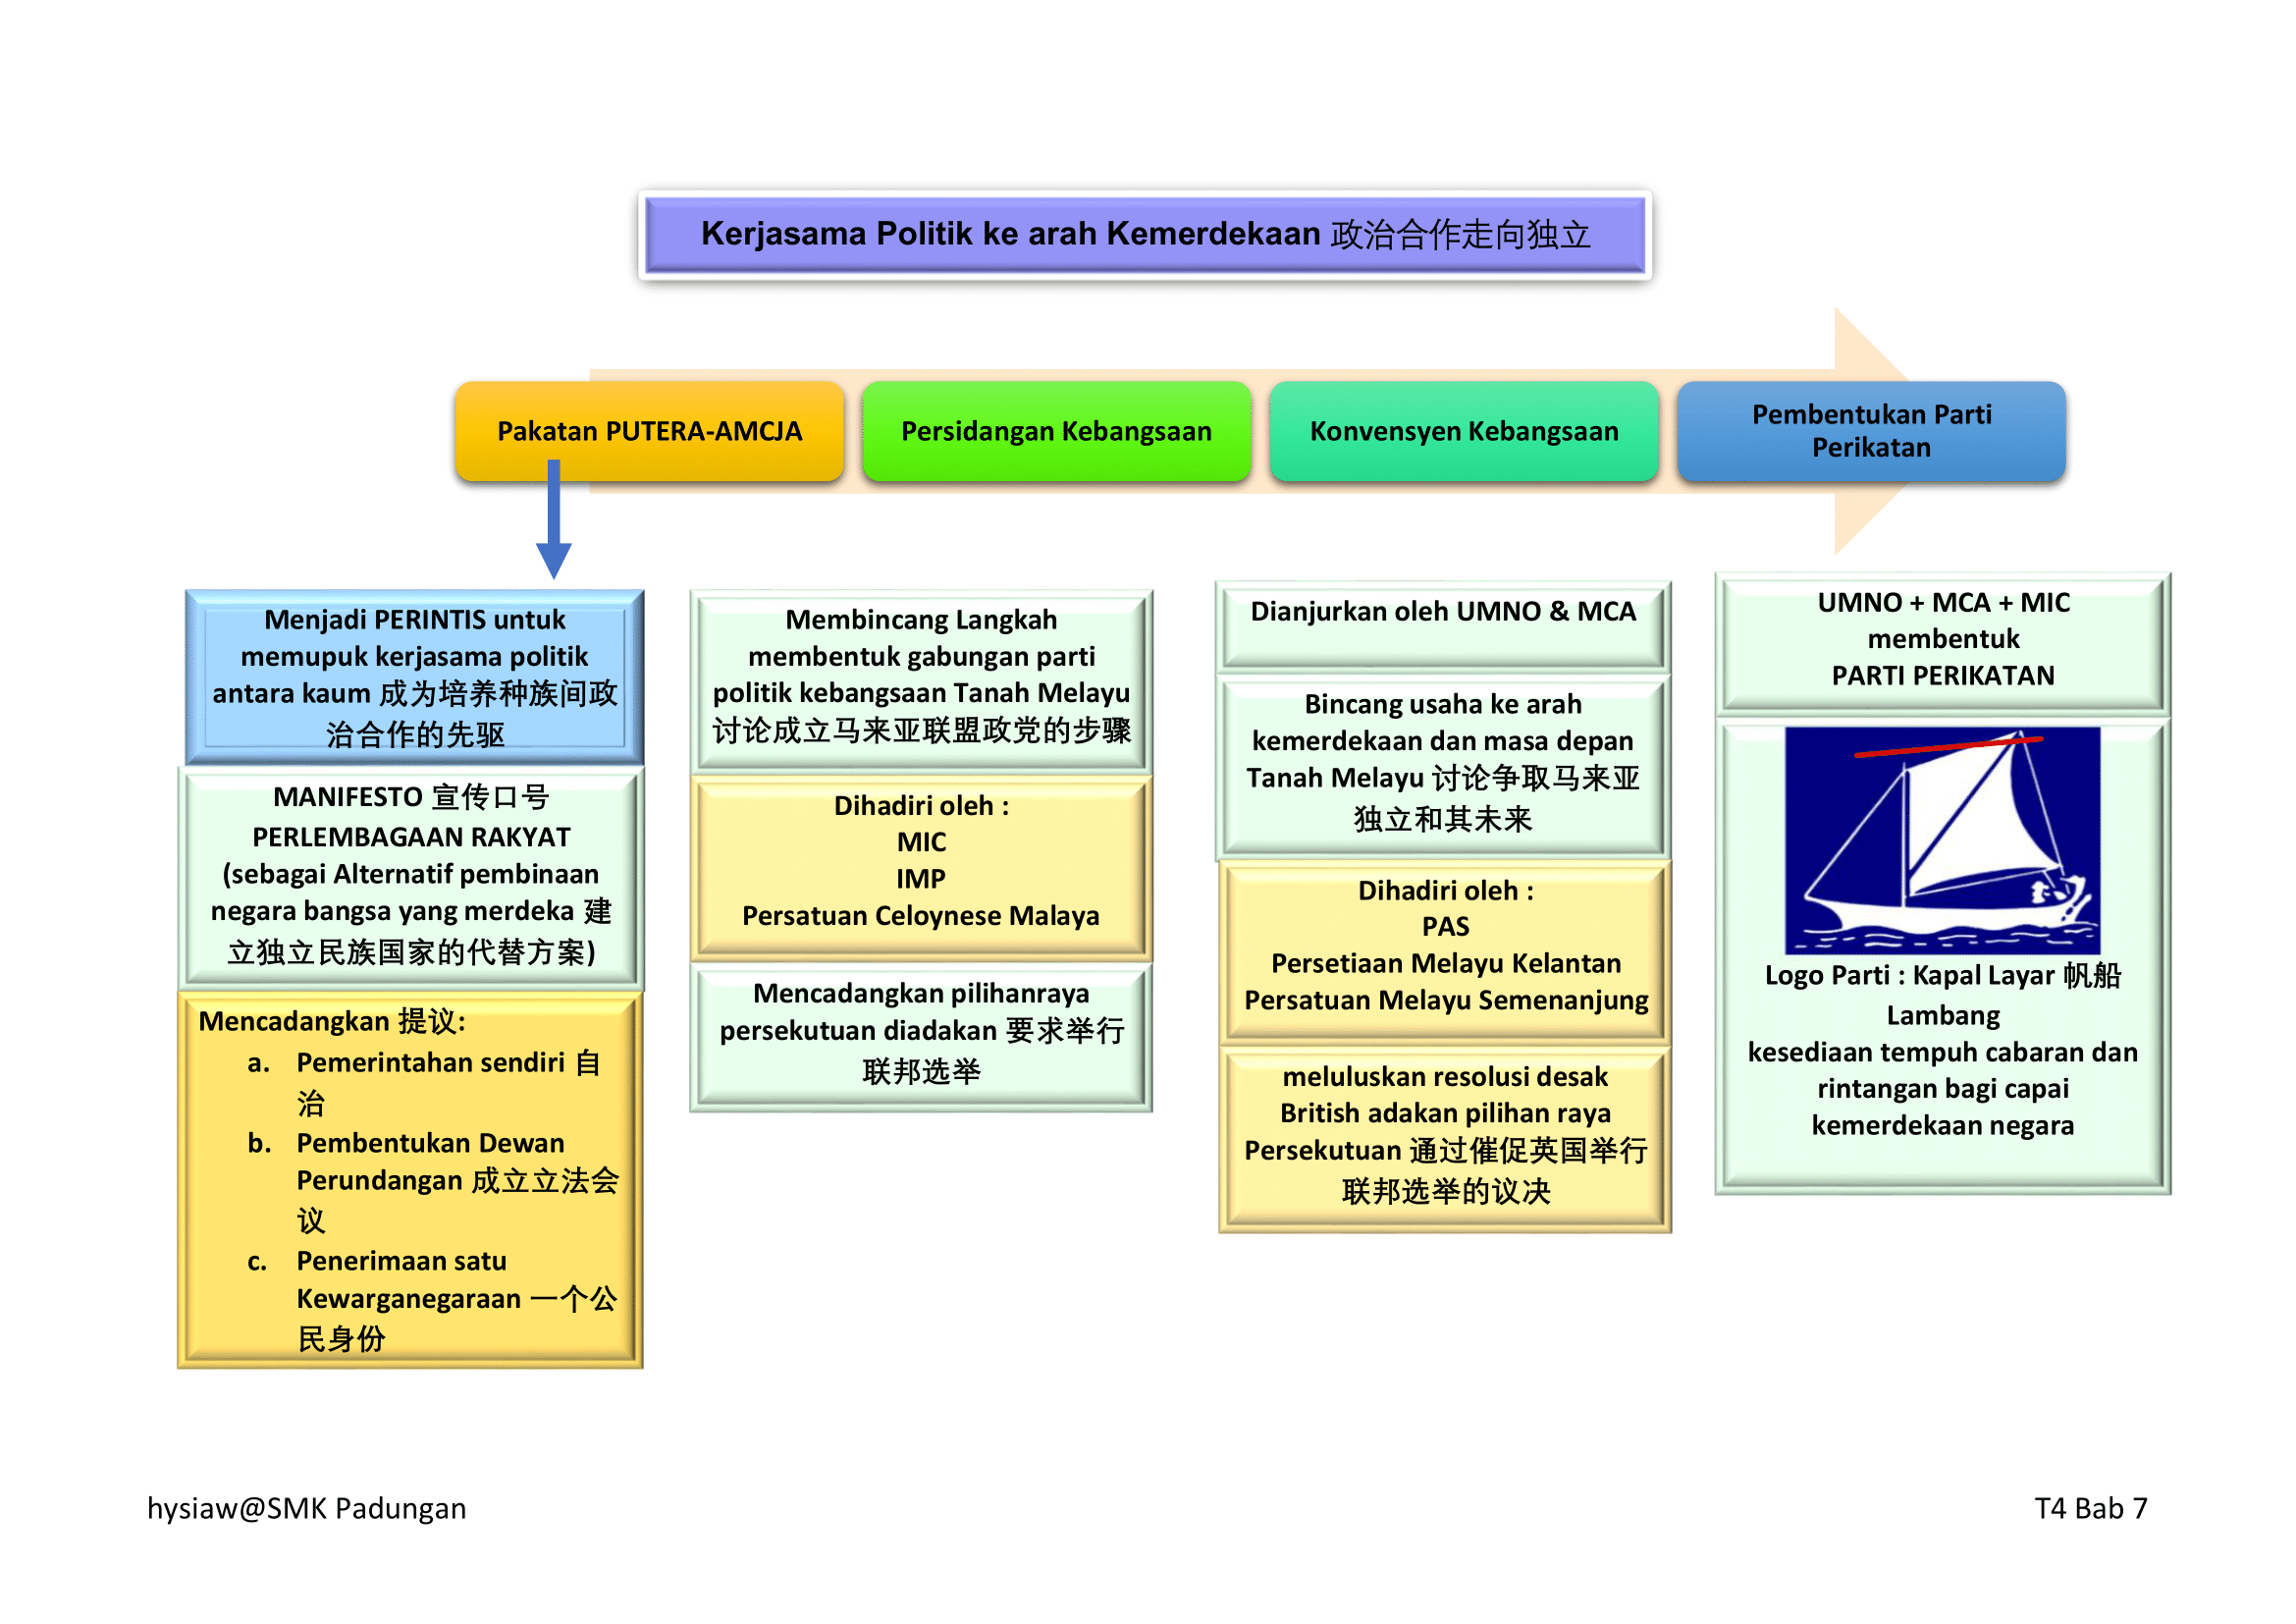 Kerjasama Politik ke arah Kemerdekaan 政治合作走向独立
Pakatan PUTERA-AMCJA
Persidangan Kebangsaan
Konvensyen Kebangsaan
Pembentukan Parti
Perikatan
Menjadi PERINTIS untuk
memupuk kerjasama politik
antara kaum 成为培养种族间政
治合作的先驱
MANIFESTO 宣传口号
PERLEMBAGAAN RAKYAT
(sebagai Alternatif pembinaan
negara bangsa yang merdeka 建
立独立民族国家的代替方案)
Mencadangkan 提议:
a. Pemerintahan sendiri 自
治
b. Pembentukan Dewan
Perundangan 成立立法会
议
c. Penerimaan satu
Kewarganegaraan 一个公
民身份
Membincang Langkah
membentuk gabungan parti
politik kebangsaan Tanah Melayu
讨论成立马来亚联盟政党的步骤
Dihadiri oleh :
MIC
IMP
Persatuan Celoynese Malaya
Mencadangkan pilihanraya
persekutuan diadakan 要求举行
联邦选举
Dianjurkan oleh UMNO & MCA
Bincang usaha ke arah
kemerdekaan dan masa depan
Tanah Melayu 讨论争取马来亚
独立和其未来
Dihadiri oleh :
PAS
Persetiaan Melayu Kelantan
Persatuan Melayu Semenanjung
meluluskan resolusi desak
British adakan pilihan raya
Persekutuan 通过催促英国举行
联邦选举的议决
UMNO + MCA + MIC
membentuk
PARTI PERIKATAN
Logo Parti : Kapal Layar 帆船
Lambang
kesediaan tempuh cabaran dan
rintangan bagi capai
kemerdekaan negara
hysiaw@SMK Padungan
T4 Bab 7